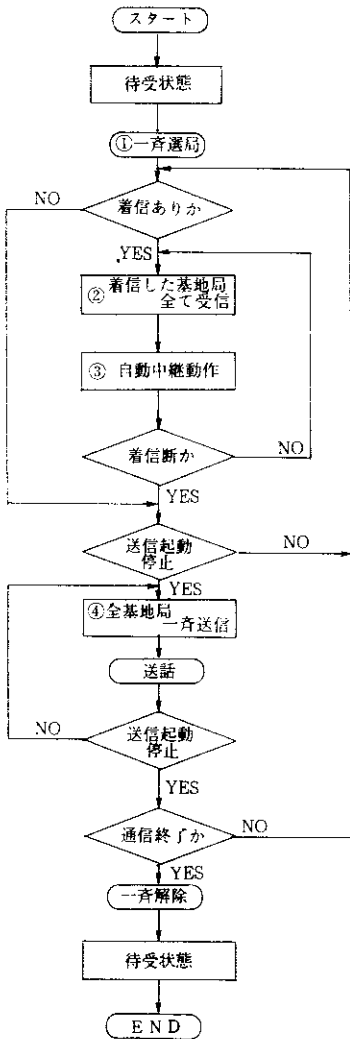 スタート
待受状態
①一斉選局
着信ありか
NO
YES
②着信した基地局
全て受信
③ 自動中継動作
着信断か
NO
YES
送信起動
停止
NO
YES
④全基地局
一斉送信
送話
送信起動
停止
NO
YES
通信終了か
NO
YES
一斉解除
待受状態
END